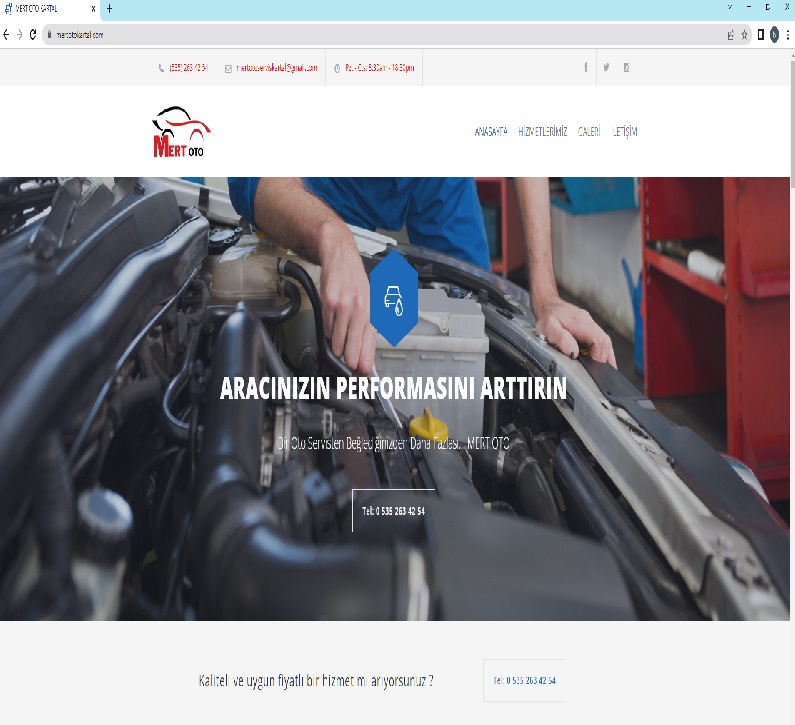 MERT OTO KARTAL
mertotokartal.com
(535) 263 42 54
mertotoserviskartal@gmail.com
Pzt - Cts: 8:30am - 18:30pm
MERT OTO
ANASAYFA HİZMETLERİMİZ GALERİ İLETİŞİM
ARACINIZIN PERFORMASINI ARTTIRIN
Bir Oto Servisten Beğlediğinizden Daha Fazlası... MERT OTO
Tel: 0 535 263 42 54
Kaliteli ve uygun fiyatlı bir hizmet mi arıyorsunuz ?
Tel: 0 535 263 42 54